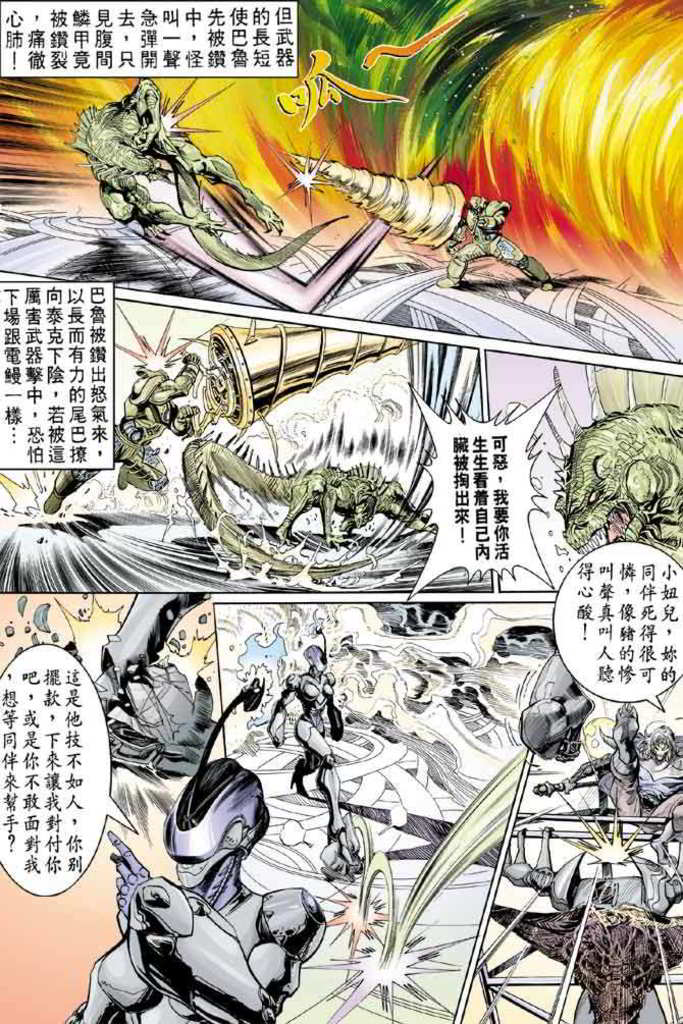 但武器
的長短
使巴魯
先被鑽
中，怪
叫一聲
急彈開
去，只
見腹間
鱗甲竟
被鑽裂
，痛徹
心肺！
呱—
巴魯被鑽出怒氣來，
以長而有力的尾巴撩
向泰克下陰，若被這
厲害武器擊中，恐怕
下場跟電鰻一樣…
可惡，我要你活
生生看着自己內
臟被掏出來！
小妞兒，妳的
同伴死得很可
憐，像豬的慘
叫聲真叫人聽
得心酸！
這是他技不如人，
擺款，下來讓我對付你
吧，或是你不敢面對我
，想等同伴來幫手？
你別